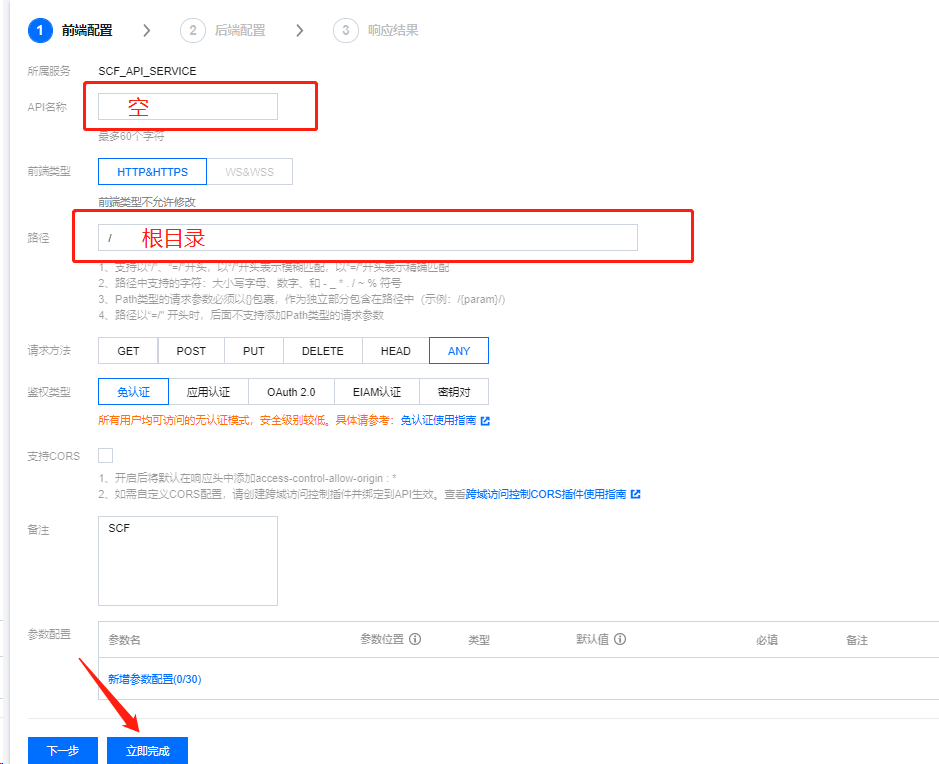 1 前端配置 2 后端配置 3 响应结果
所属服务 SCF_API_SERVICE
API名称 空
最多60个字符
前端类型 HTTP&HTTPS WS&WSS
前端类型不允许修改
路径 / 根目录
1、支持以“/”、“=/”开头，以“/”开头表示模糊匹配，以“=/”开头表示精确匹配
2、路径中支持的字符：大小写字母、数字、和 - _ * . / ~ % 符号
3、Path类型的请求参数必须以{}包裹，作为独立部分包含在路径中（示例：/{param}/）
4、路径以“=/” 开头时，后面不支持添加Path类型的请求参数
请求方法 GET POST PUT DELETE HEAD ANY
鉴权类型 免认证 应用认证 OAuth 2.0 EIAM认证 密钥对
所有用户均可访问的无认证模式，安全级别较低。具体请参考：免认证使用指南
支持CORS
1、开启后将默认在响应头中添加access-control-allow-origin : *
2、如需自定义CORS配置，请创建跨域访问控制插件并绑定到API生效。查看跨域访问控制CORS插件使用指南
备注 SCF
参数配置 参数名 参数位置 类型 默认值 必填 备注
新增参数配置(0/30)
下一步 立即完成